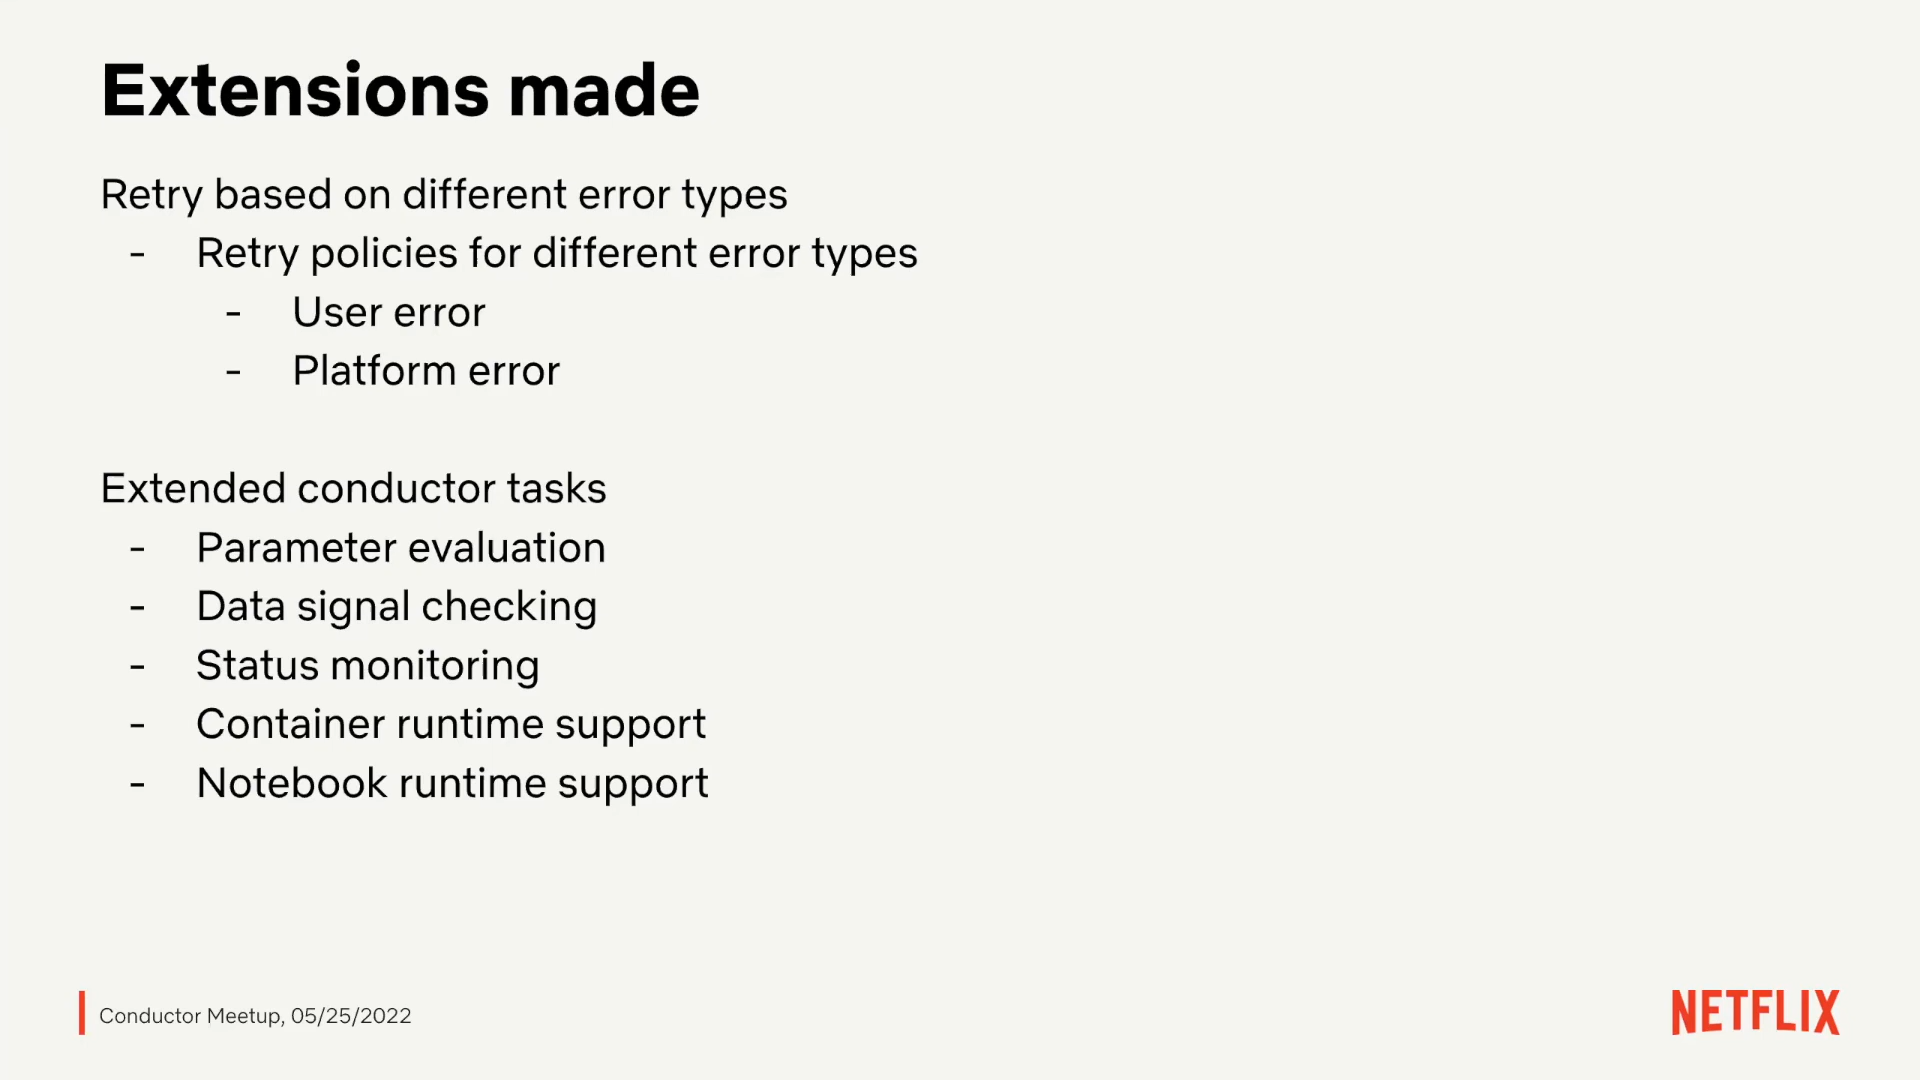 Extensions made
Retry based on different error types
- Retry policies for different error types
- User error
- Platform error
Extended conductor tasks
- Parameter evaluation
- Data signal checking
- Status monitoring
- Container runtime support
- Notebook runtime support
Conductor Meetup, 05/25/2022
NETFLIX